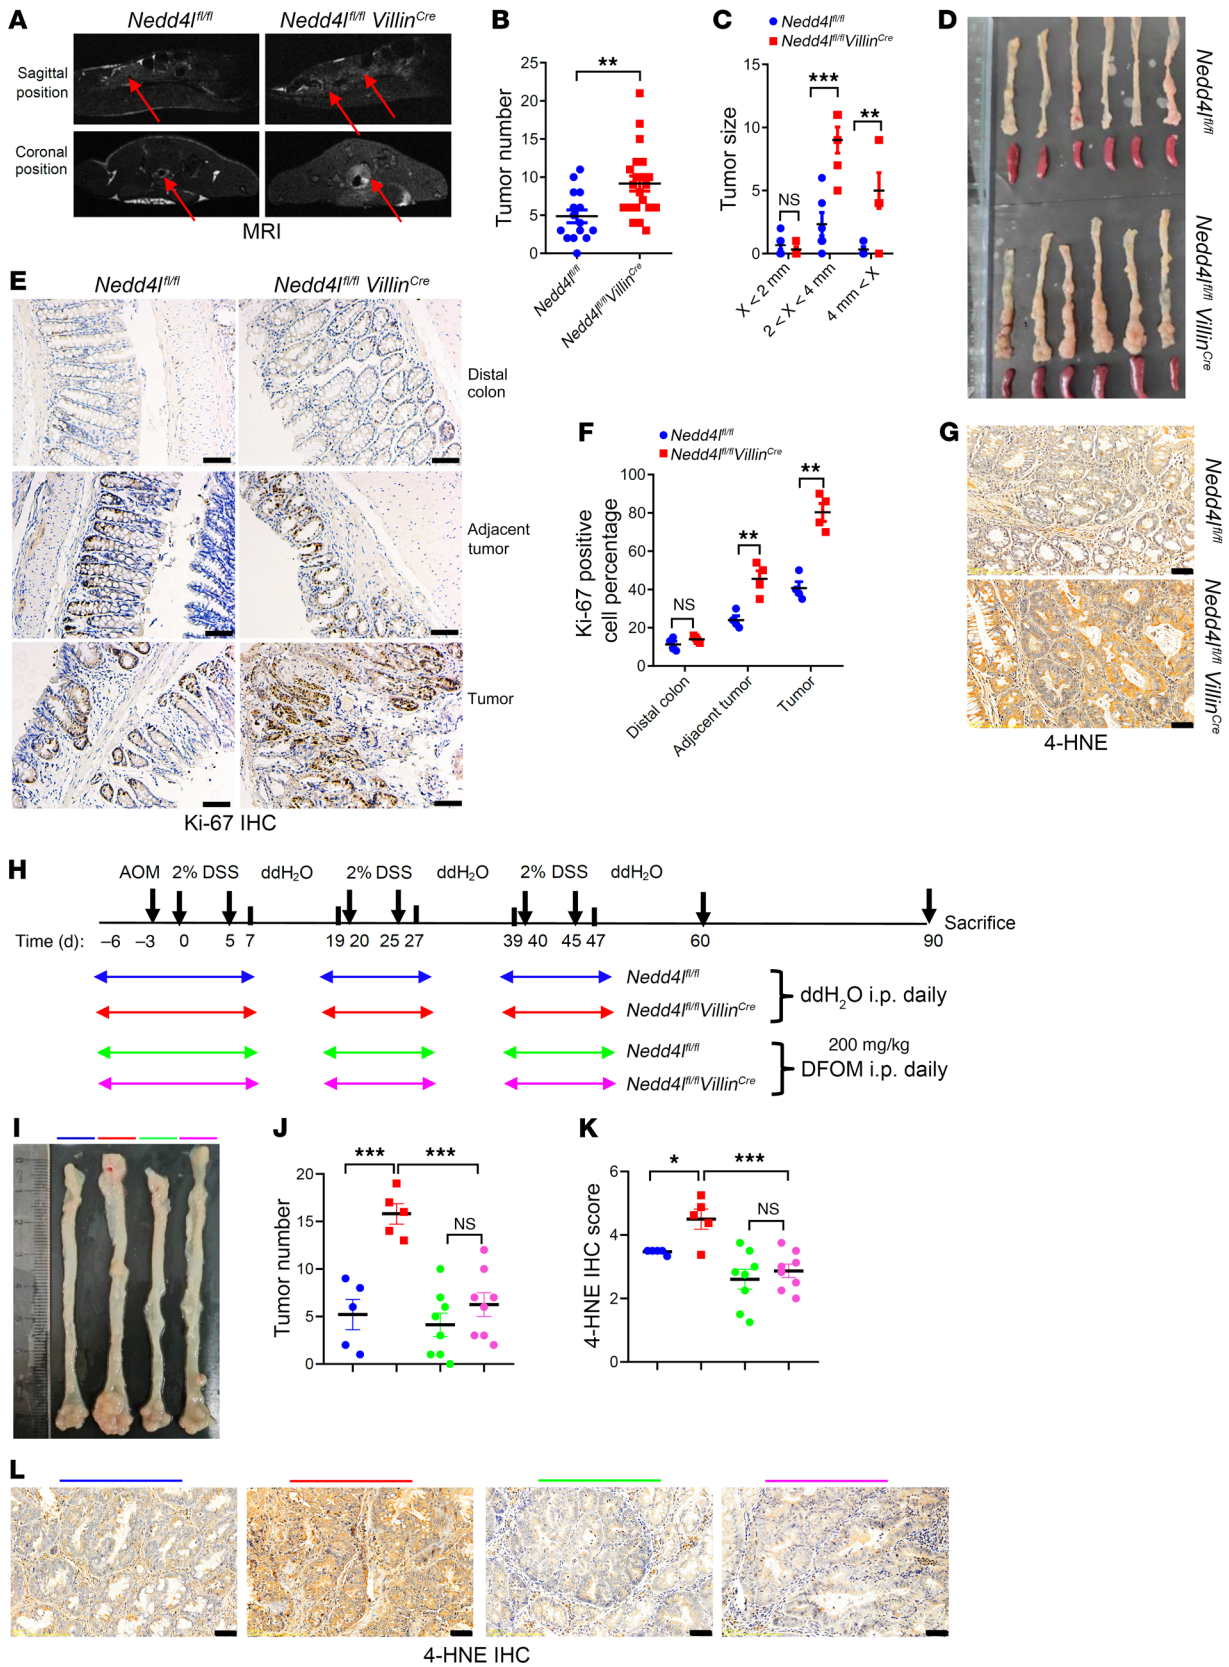 A
Nedd4l^fl/fl
Nedd4l^fl/fl Villin^Cre
Sagittal
position
Coronal
position
MRI
B
Tumor number
25
20
15
10
5
0
**
Nedd4l^fl/fl
Nedd4l^fl/fl Villin^Cre
C
Nedd4l^fl/fl
Nedd4l^fl/fl Villin^Cre
Tumor size
15
10
5
0
NS
***
**
X < 2 mm
2 < X < 4 mm
4 mm < X
D
Nedd4l^fl/fl
Nedd4l^fl/fl Villin^Cre
E
Nedd4l^fl/fl
Nedd4l^fl/fl Villin^Cre
Distal
colon
Adjacent
tumor
Tumor
Ki-67 IHC
F
Nedd4l^fl/fl
Nedd4l^fl/fl Villin^Cre
Ki-67 positive
cell percentage
100
80
60
40
20
0
NS
**
**
Distal colon
Adjacent tumor
Tumor
G
Nedd4l^fl/fl
Nedd4l^fl/fl Villin^Cre
4-HNE
H
AOM 2% DSS ddH₂O 2% DSS ddH₂O 2% DSS ddH₂O
Sacrifice
Time (d): –6 –3 0 5 7 19 20 25 27 39 40 45 47 60 90
Nedd4l^fl/fl
Nedd4l^fl/fl Villin^Cre
ddH₂O i.p. daily
Nedd4l^fl/fl
Nedd4l^fl/fl Villin^Cre
200 mg/kg
DFOM i.p. daily
I
J
Tumor number
20
15
10
5
0
***
***
NS
K
4-HNE IHC score
6
4
2
0
*
***
NS
L
4-HNE IHC